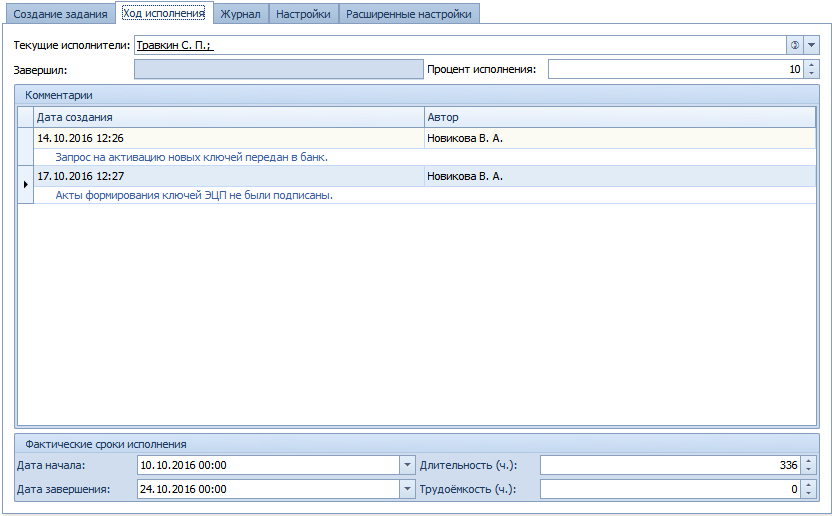 Создание задания Ход исполнения Журнал Настройки Расширенные настройки
Текущие исполнители: Травкин С. П.;
Завершил: Процент исполнения: 10
Комментарии
Дата создания Автор
14.10.2016 12:26 Новикова В. А.
Запрос на активацию новых ключей передан в банк.
17.10.2016 12:27 Новикова В. А.
Акты формирования ключей ЭЦП не были подписаны.
Фактические сроки исполнения
Дата начала: 10.10.2016 00:00 Длительность (ч.): 336
Дата завершения: 24.10.2016 00:00 Трудоёмкость (ч.): 0